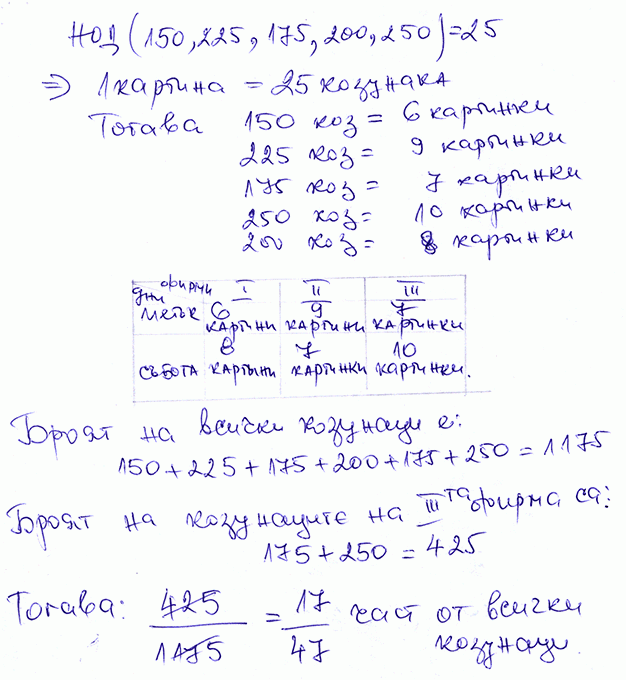 НОД (150, 225, 175, 200, 250) = 25
⇒ 1 картина = 25 козунака
Тогава 150 коз = 6 картинки
225 коз = 9 картинки
175 коз = 7 картинки
250 коз = 10 картинки
200 коз = 8 картинки
дни фирми I II III
петък 6 картини 9 картини 7 картинки
събота 8 картини 7 картинки 10 картинки.
Броят на всички козунаци е:
150 + 225 + 175 + 200 + 175 + 250 = 1175
Броят на козунаците на III та фирма са:
175 + 250 = 425
Тогава: 425/1175 = 17/47 част от всички
козунаци.